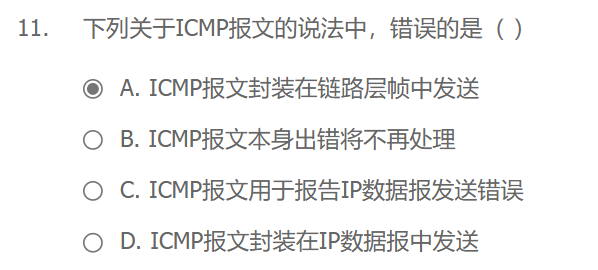 11. 下列关于ICMP报文的说法中，错误的是（ ）
A. ICMP报文封装在链路层帧中发送
B. ICMP报文本身出错将不再处理
C. ICMP报文用于报告IP数据报发送错误
D. ICMP报文封装在IP数据报中发送